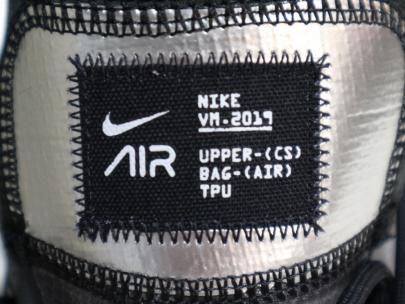 NIKE
VM.2019
AIR
UPPER-(CS)
BAG-(AIR)
TPU